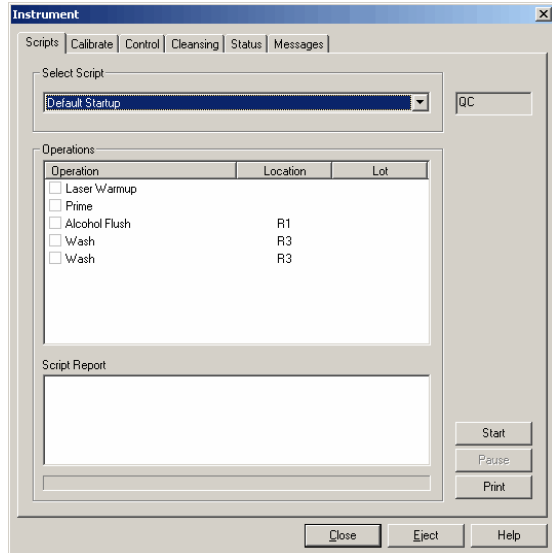 Instrument
Scripts Calibrate Control Cleansing Status Messages
Select Script
Default Startup
QC
Operations
Operation Location Lot
Laser Warmup
Prime
Alcohol Flush R1
Wash R3
Wash R3
Script Report
Start
Pause
Print
Close Eject Help